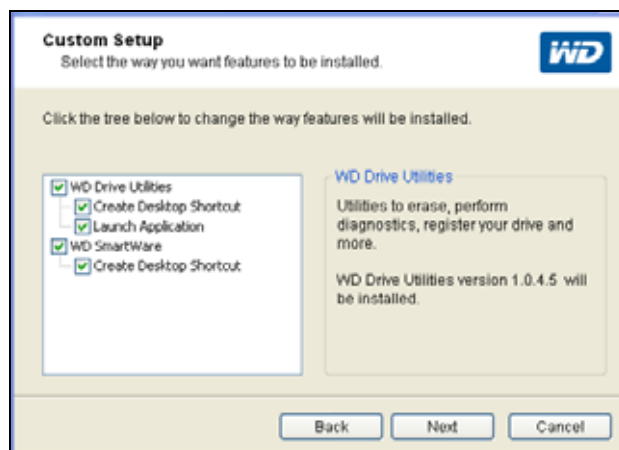 Custom Setup
Select the way you want features to be installed.
WD
Click the tree below to change the way features will be installed.
WD Drive Utilities
Create Desktop Shortcut
Launch Application
WD SmartWare
Create Desktop Shortcut
WD Drive Utilities
Utilities to erase, perform
diagnostics, register your drive and
more.
WD Drive Utilities version 1.0.4.5 will
be installed.
Back
Next
Cancel